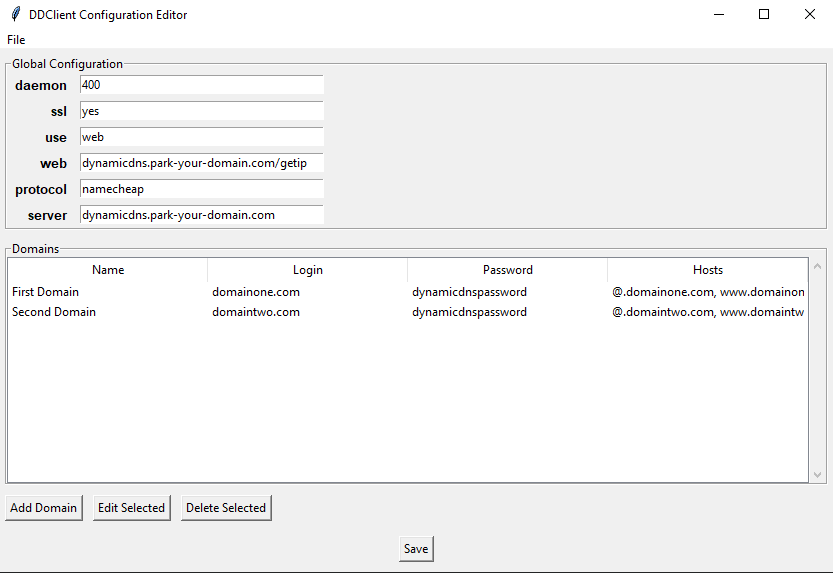 DDClient Configuration Editor
File
Global Configuration
daemon 400
ssl yes
use web
web dynamicdns.park-your-domain.com/getip
protocol namecheap
server dynamicdns.park-your-domain.com
Domains
Name Login Password Hosts
First Domain domainone.com dynamicdnspassword @.domainone.com, www.domainon
Second Domain domaintwo.com dynamicdnspassword @.domaintwo.com, www.domaintw
Add Domain Edit Selected Delete Selected
Save